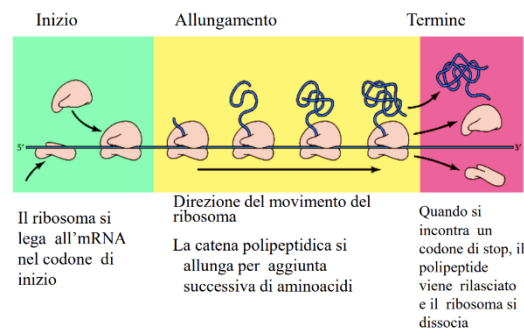 Inizio
Allungamento
Termine
5'
3'
Il ribosoma si
lega all'mRNA
nel codone di
inizio
Direzione del movimento del
ribosoma
La catena polipeptidica si
allunga per aggiunta
successiva di aminoacidi
Quando si
incontra un
codone di stop, il
polipeptide
viene rilasciato
e il ribosoma si
dissocia